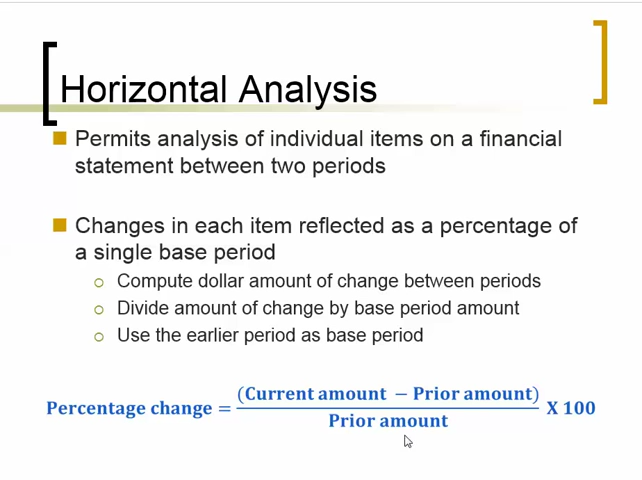 Horizontal Analysis
Permits analysis of individual items on a financial
statement between two periods
Changes in each item reflected as a percentage of
a single base period
Compute dollar amount of change between periods
Divide amount of change by base period amount
Use the earlier period as base period
Percentage change = (Current amount − Prior amount) / Prior amount X 100